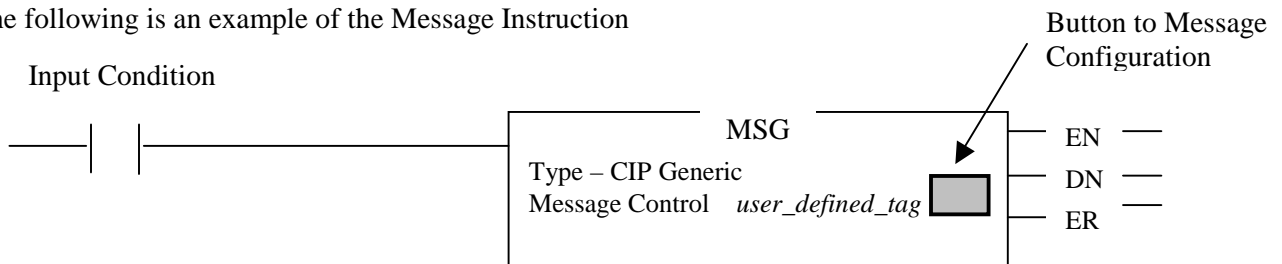 he following is an example of the Message Instruction
Button to Message
Configuration
Input Condition
MSG
EN
Type – CIP Generic
DN
Message Control user_defined_tag
ER